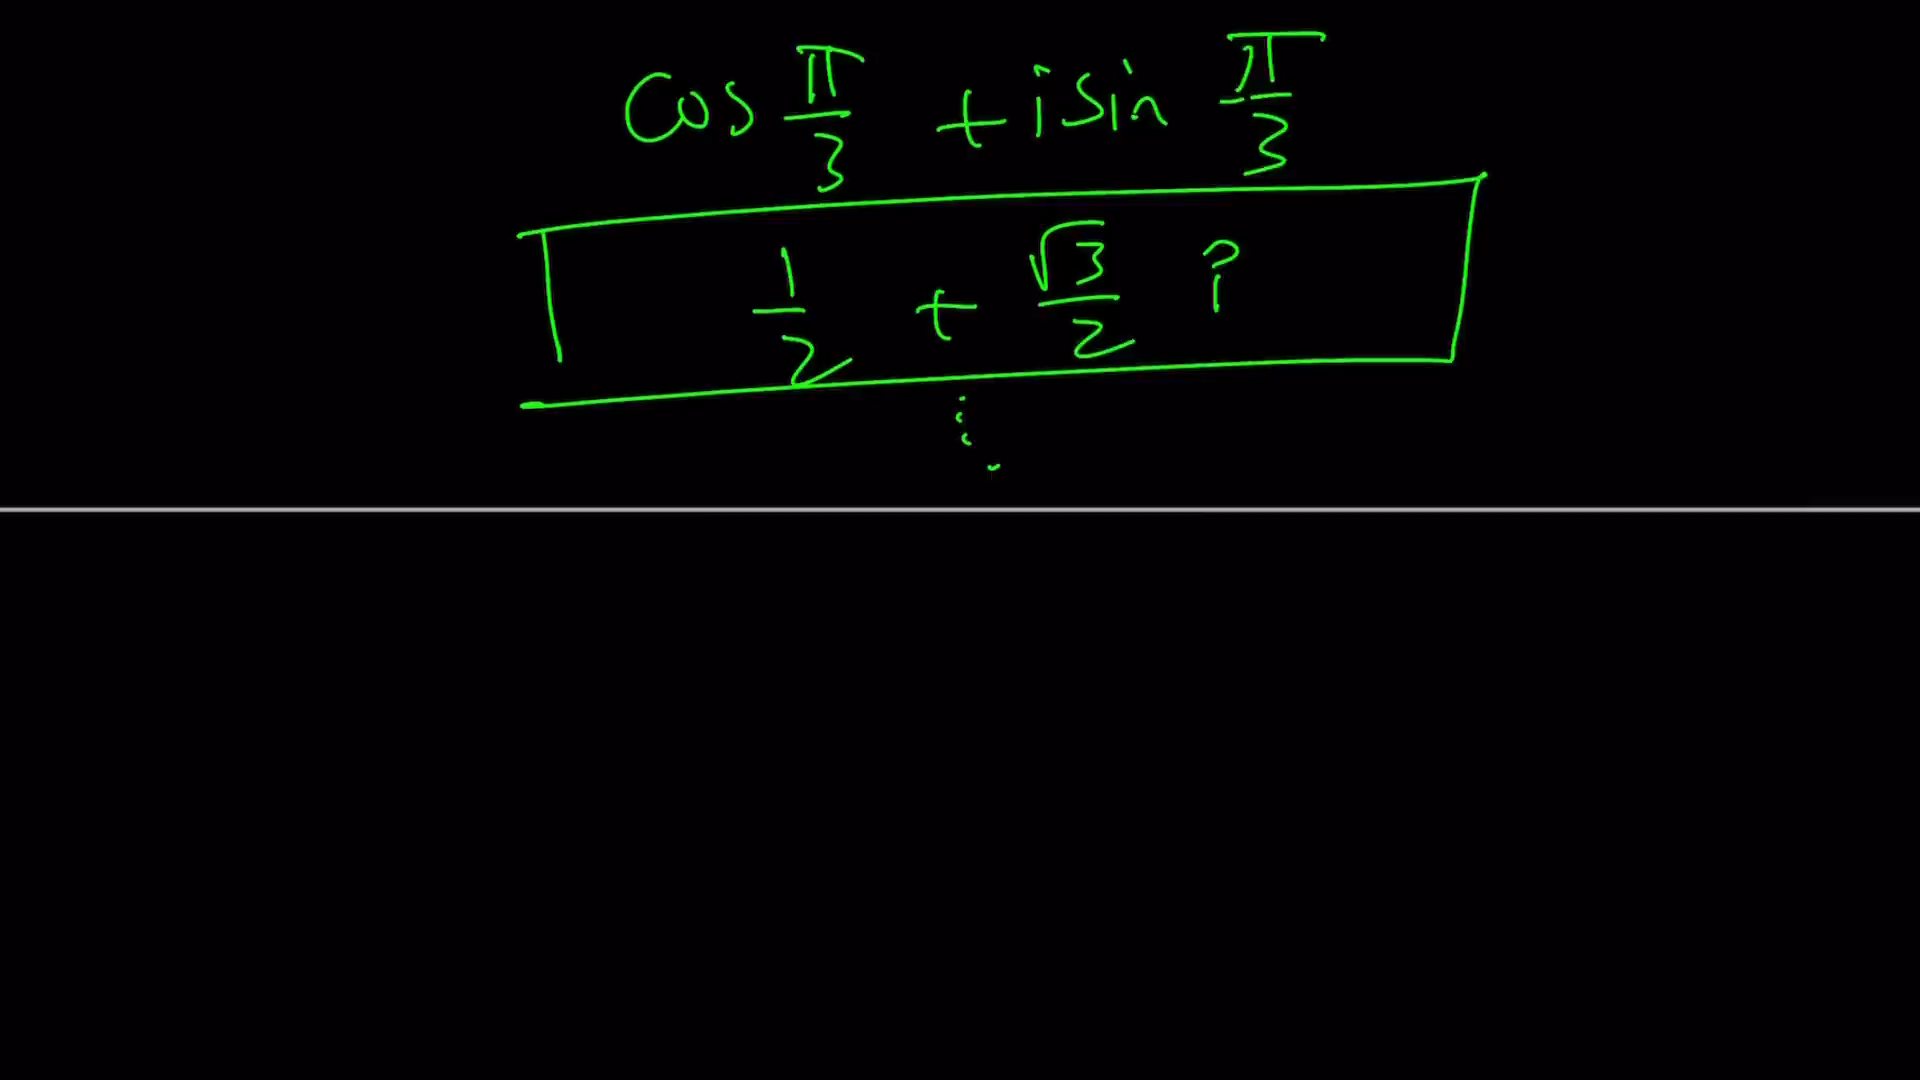 cos π/3 + i sin π/3
1/2 + √3/2 i
⋮